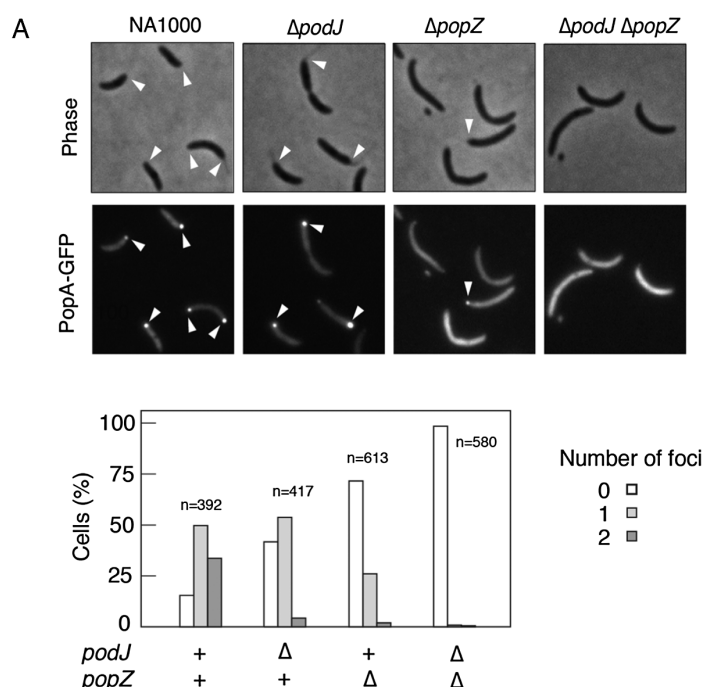 A
NA1000 ΔpodJ ΔpopZ ΔpodJ ΔpopZ
Phase
PopA-GFP
100
75
50
25
0
Cells (%)
n=392
n=417
n=613
n=580
Number of foci
0
1
2
podJ + Δ + Δ
popZ + + Δ Δ